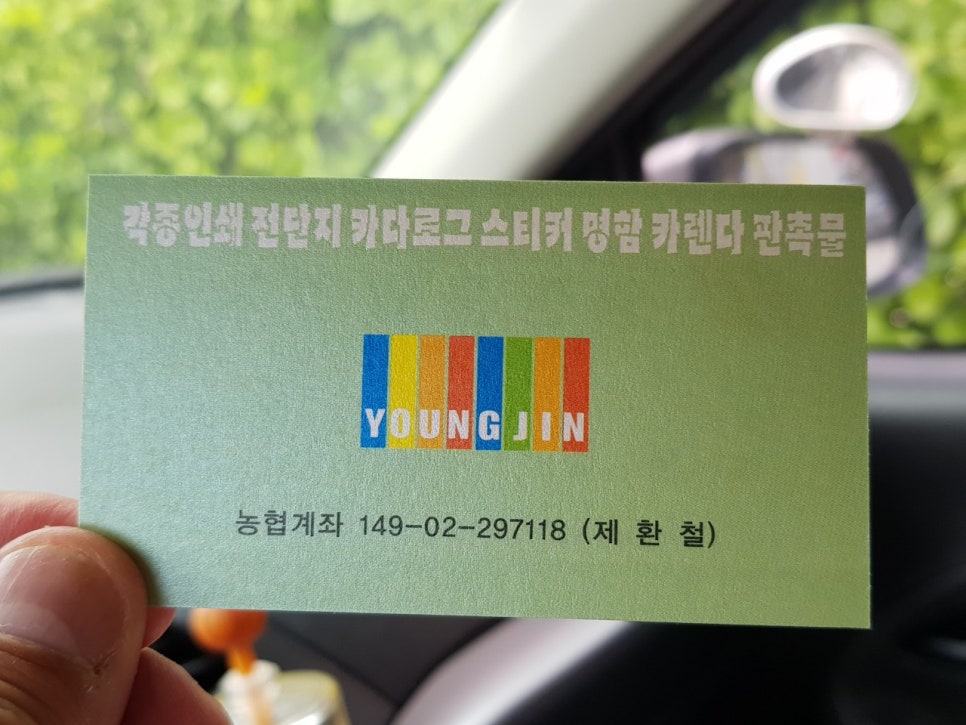 각종인쇄 전단지 카다로그 스티커 명함 카렌다 판촉물
YOUNGJIN
농협계좌 149-02-297118 (제 환 철)